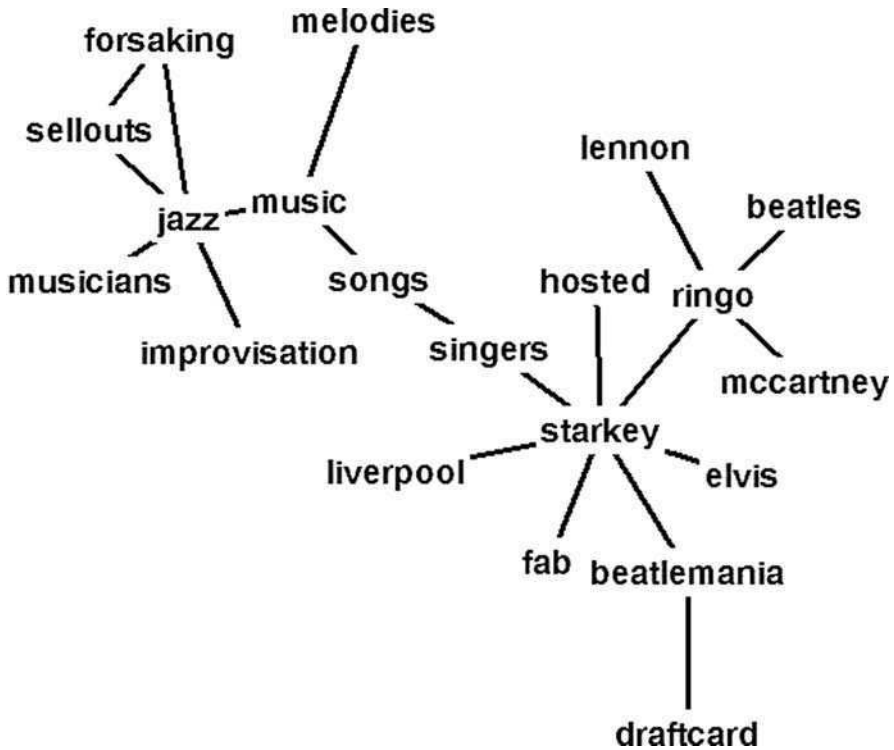 melodies
forsaking
sellouts
lennon
music
beatles
jazz
musicians
songs
hosted
ringo
improvisation
singers
mccartney
starkey
liverpool
elvis
fab
beatlemania
draftcard